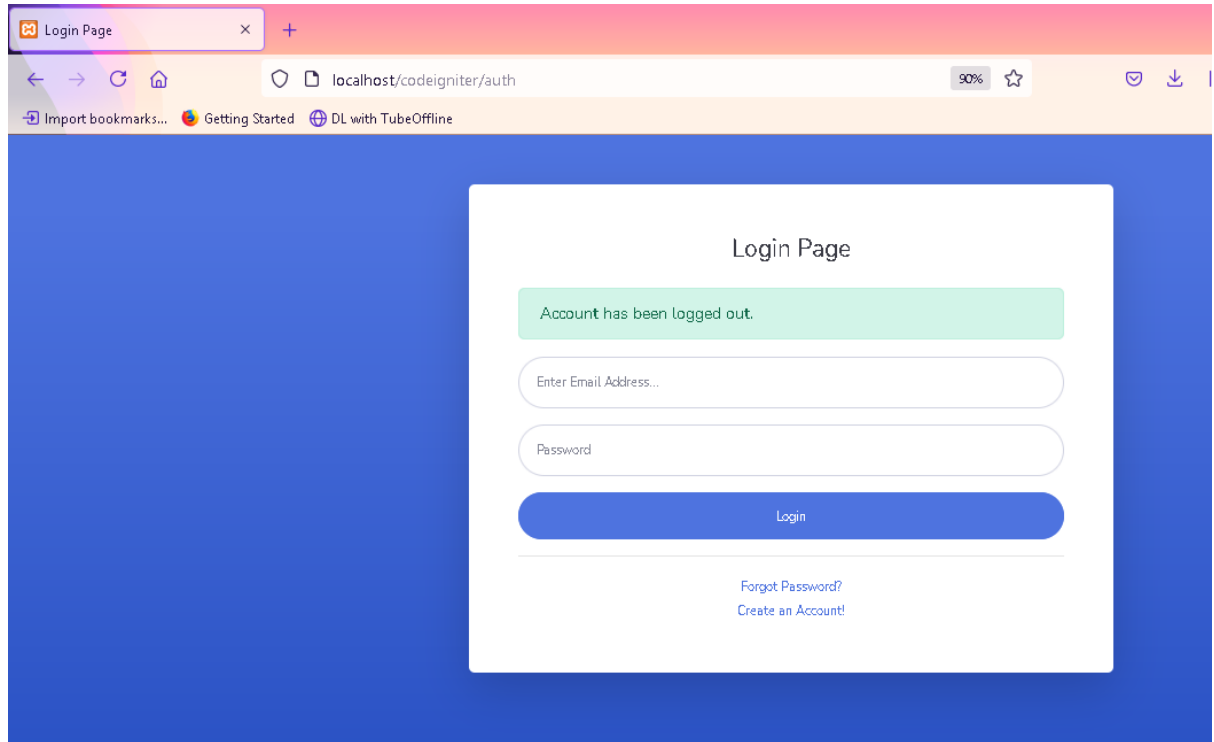 Login Page
localhost/codeigniter/auth
90%
Import bookmarks... Getting Started DL with TubeOffline
Login Page
Account has been logged out.
Enter Email Address...
Password
Login
Forgot Password?
Create an Account!